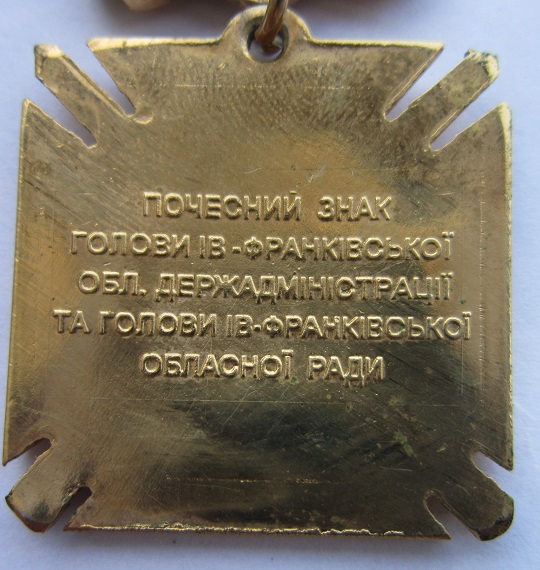 ПОЧЕСНИЙ ЗНАК
ГОЛОВИ ІВ-ФРАНКІВСЬКОЇ
ОБЛ. ДЕРЖАДМІНІСТРАЦІЇ
ТА ГОЛОВИ ІВ-ФРАНКІВСЬКОЇ
ОБЛАСНОЇ РАДИ